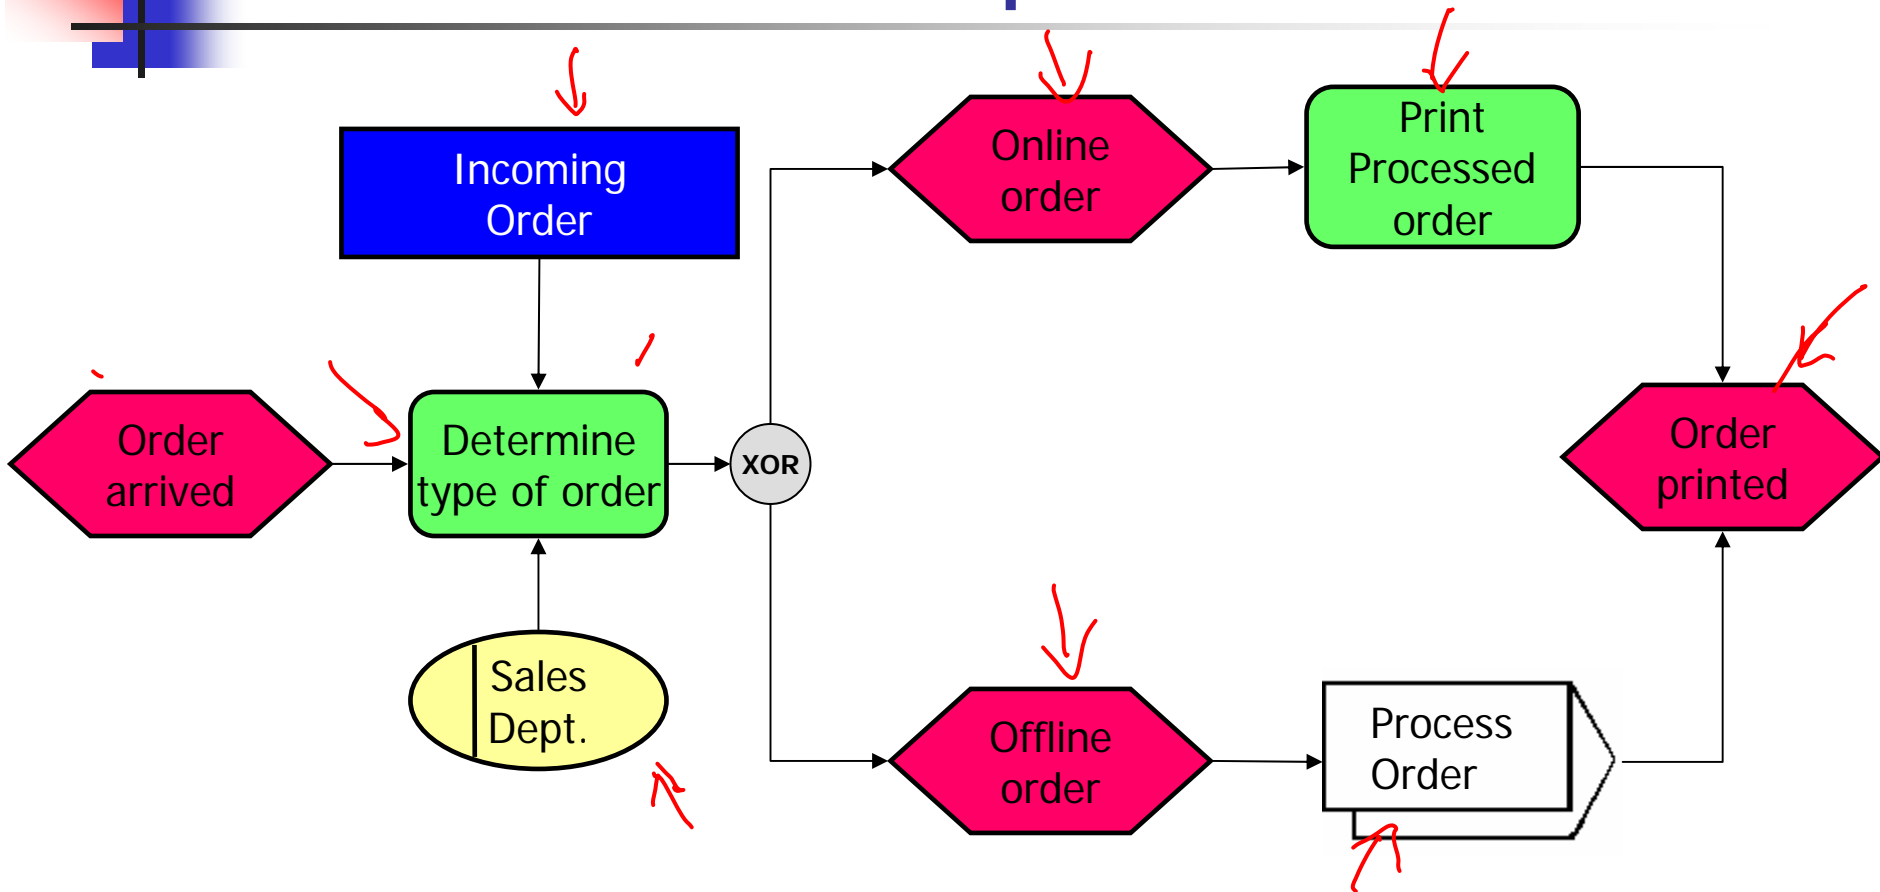 Incoming
Order
Online
order
Print
Processed
order
Order
arrived
Determine
type of order
XOR
Order
printed
Sales
Dept.
Offline
order
Process
Order